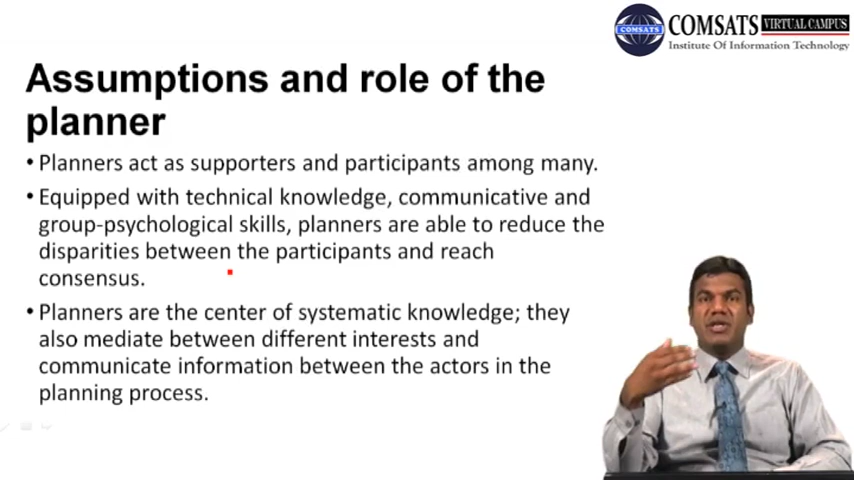 COMSATS VIRTUAL CAMPUS
COMSATS
Institute Of Information Technology
Assumptions and role of the
planner
• Planners act as supporters and participants among many.
• Equipped with technical knowledge, communicative and
group-psychological skills, planners are able to reduce the
disparities between the participants and reach
consensus.
• Planners are the center of systematic knowledge; they
also mediate between different interests and
communicate information between the actors in the
planning process.